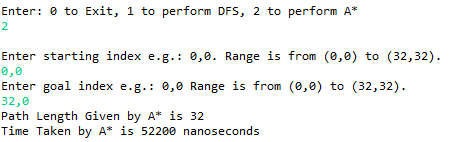 Enter: 0 to Exit, 1 to perform DFS, 2 to perform A*
2
Enter starting index e.g.: 0,0. Range is from (0,0) to (32,32).
0,0
Enter goal index e.g.: 0,0 Range is from (0,0) to (32,32).
32,0
Path Length Given by A* is 32
Time Taken by A* is 52200 nanoseconds